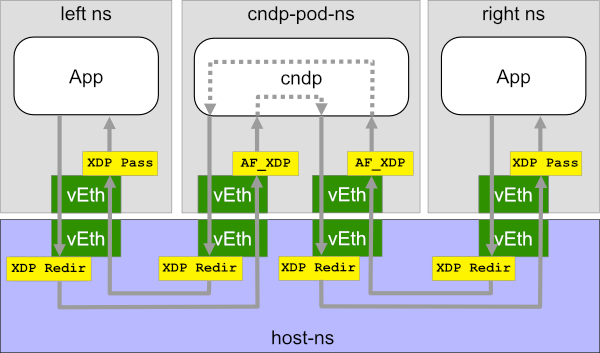 left ns
cndp-pod-ns
right ns
App
cndp
App
XDP Pass
AF_XDP
AF_XDP
XDP Pass
vEth
vEth
vEth
vEth
vEth
vEth
vEth
vEth
XDP Redir
XDP Redir
XDP Redir
XDP Redir
host-ns